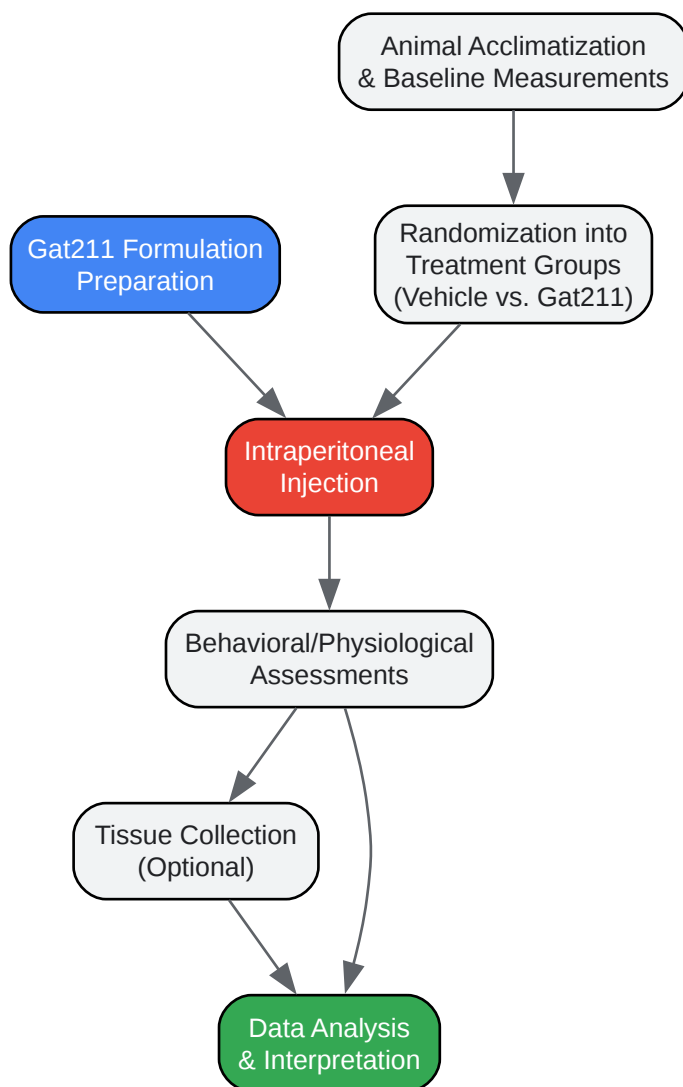 Animal Acclimatization
& Baseline Measurements
Gat211 Formulation
Preparation
Randomization into
Treatment Groups
(Vehicle vs. Gat211)
Intraperitoneal
Injection
Behavioral/Physiological
Assessments
Tissue Collection
(Optional)
Data Analysis
& Interpretation